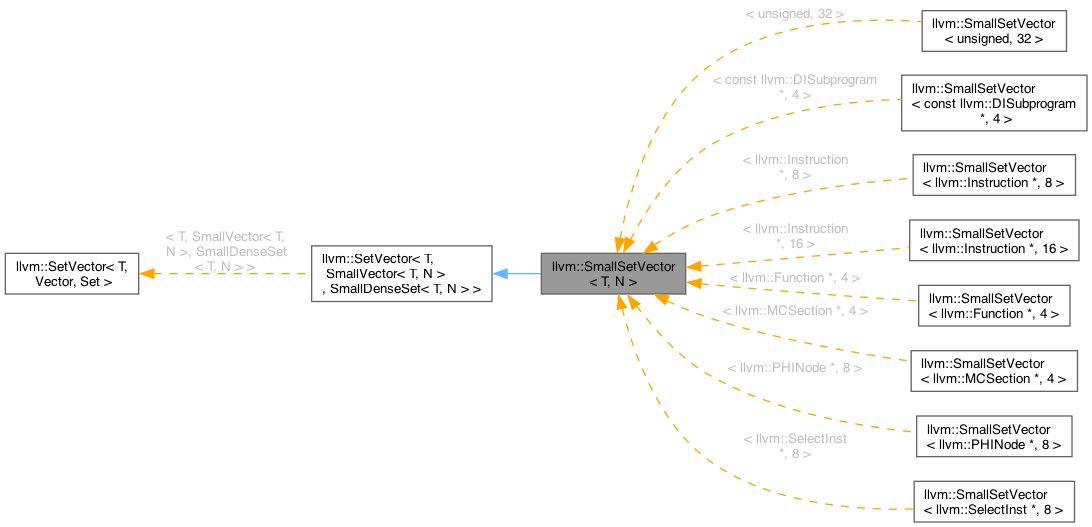 < unsigned, 32 >
llvm::SmallSetVector
< unsigned, 32 >
< const llvm::DISubprogram
*, 4 >
llvm::SmallSetVector
< const llvm::DISubprogram
*, 4 >
< llvm::Instruction
*, 8 >
llvm::SmallSetVector
< llvm::Instruction *, 8 >
< llvm::Instruction
*, 16 >
llvm::SmallSetVector
< llvm::Instruction *, 16 >
< T, SmallVector< T,
N >, SmallDenseSet
< T, N > >
llvm::SetVector< T,
Vector, Set >
llvm::SetVector< T,
SmallVector< T, N >
, SmallDenseSet< T, N > >
llvm::SmallSetVector
< T, N >
< llvm::Function *, 4 >
llvm::SmallSetVector
< llvm::Function *, 4 >
< llvm::MCSection *, 4 >
llvm::SmallSetVector
< llvm::MCSection *, 4 >
< llvm::PHINode *, 8 >
llvm::SmallSetVector
< llvm::PHINode *, 8 >
< llvm::SelectInst
*, 8 >
llvm::SmallSetVector
< llvm::SelectInst *, 8 >